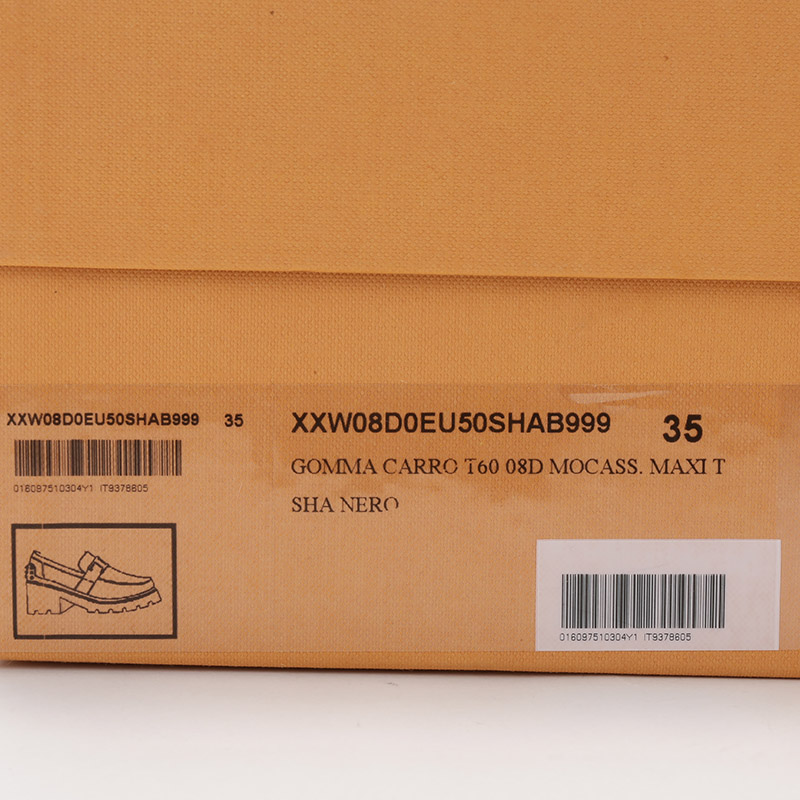 XXW08D0EU50SHAB999 35
016097510304Y1 IT9378605
XXW08D0EU50SHAB999 35
GOMMA CARRO T60 08D MOCASS. MAXI T
SHA NERO
016097510304Y1 IT9378605